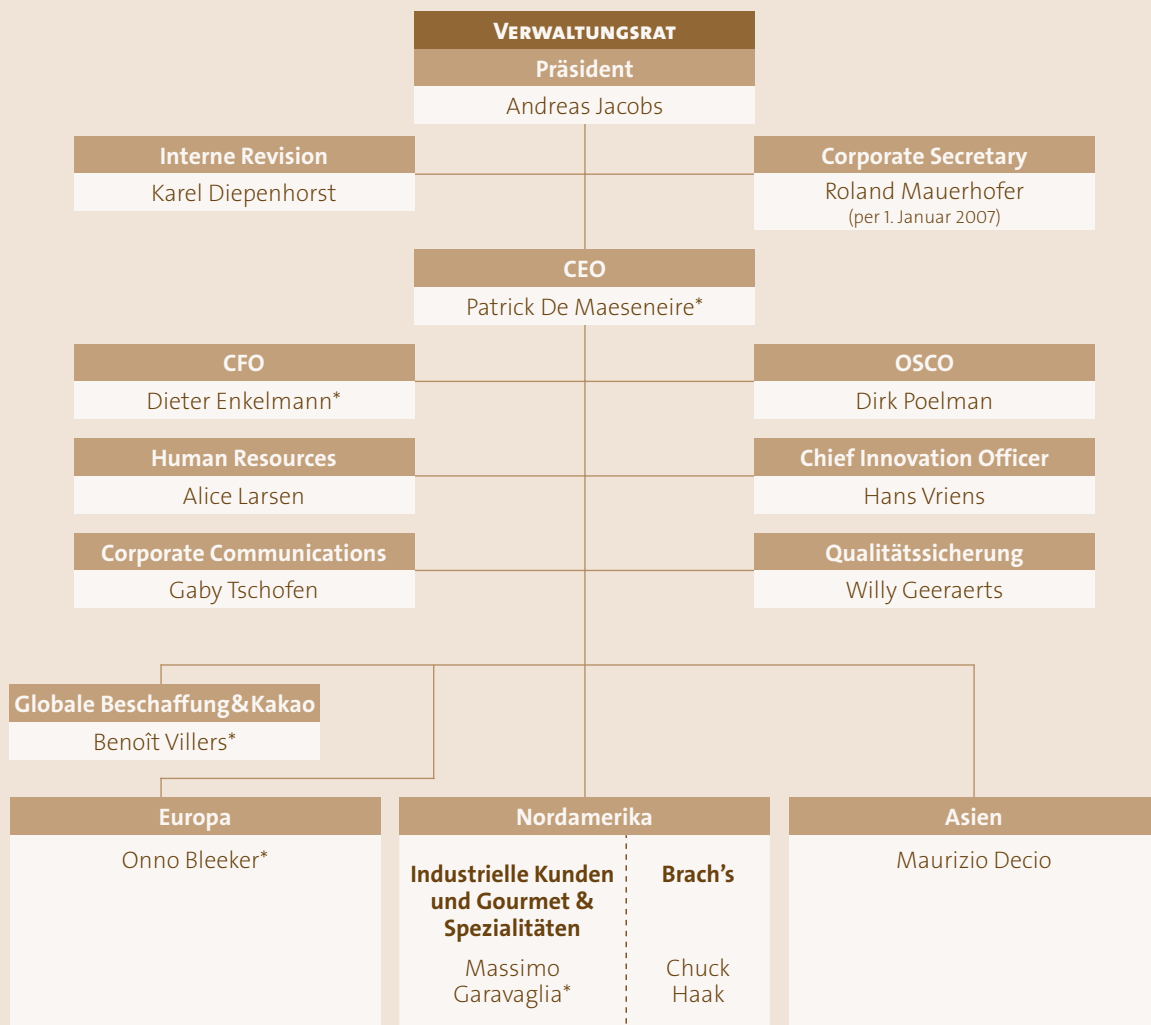 VERWALTUNGSRAT
Präsident
Andreas Jacobs
Interne Revision
Karel Diepenhorst
Corporate Secretary
Roland Mauerhofer
(per 1. Januar 2007)
CEO
Patrick De Maeseneire*
CFO
Dieter Enkelmann*
OSCO
Dirk Poelman
Human Resources
Alice Larsen
Chief Innovation Officer
Hans Vriens
Corporate Communications
Gaby Tschofen
Qualitätssicherung
Willy Geeraerts
Globale Beschaffung&Kakao
Benoît Villers*
Europa
Onno Bleeker*
Nordamerika
Industrielle Kunden
und Gourmet &
Spezialitäten
Massimo
Garavaglia*
Brach's
Chuck
Haak
Asien
Maurizio Decio